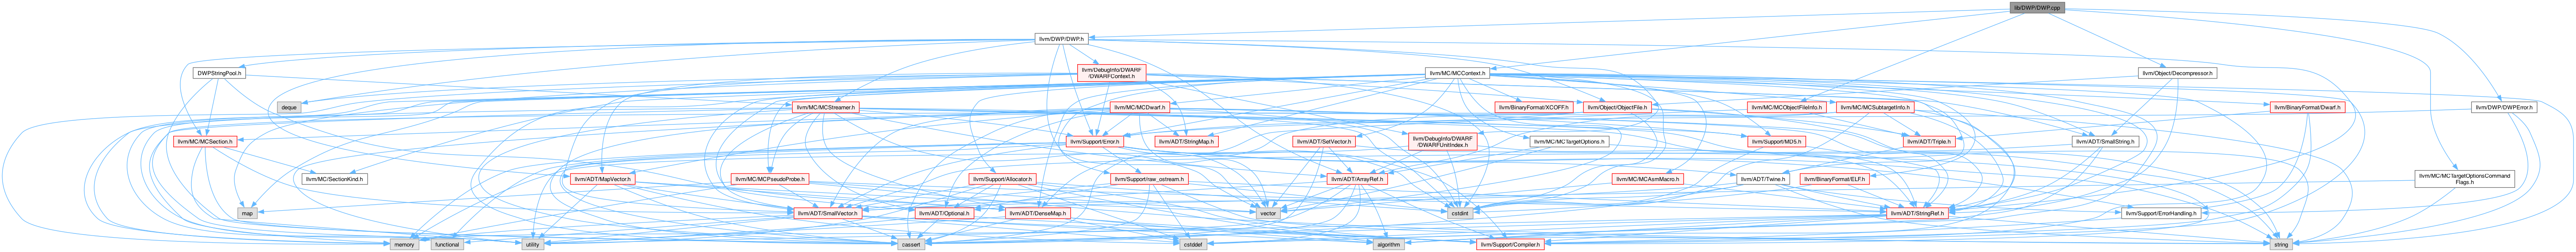 lib/DWP/DWP.cpp
llvm/DWP/DWP.h
DWPStringPool.h
llvm/DebugInfo/DWARF
/DWARFContext.h
llvm/MC/MCContext.h
llvm/Object/Decompressor.h
deque
llvm/MC/MCStreamer.h
llvm/MC/MCDwarf.h
llvm/BinaryFormat/XCOFF.h
llvm/Object/ObjectFile.h
llvm/MC/MCObjectFileInfo.h
llvm/MC/MCSubtargetInfo.h
llvm/BinaryFormat/Dwarf.h
llvm/DWP/DWPError.h
llvm/MC/MCSection.h
llvm/Support/Error.h
llvm/ADT/StringMap.h
llvm/ADT/SetVector.h
llvm/DebugInfo/DWARF
/DWARFUnitIndex.h
llvm/MC/MCTargetOptions.h
llvm/Support/MD5.h
llvm/ADT/Triple.h
llvm/ADT/SmallString.h
llvm/MC/SectionKind.h
llvm/ADT/MapVector.h
llvm/MC/MCPseudoProbe.h
llvm/Support/Allocator.h
llvm/Support/raw_ostream.h
llvm/ADT/ArrayRef.h
llvm/MC/MCAsmMacro.h
llvm/ADT/Twine.h
llvm/BinaryFormat/ELF.h
llvm/MC/MCTargetOptionsCommand
Flags.h
map
llvm/ADT/SmallVector.h
llvm/ADT/Optional.h
llvm/ADT/DenseMap.h
vector
cstdint
llvm/ADT/StringRef.h
llvm/Support/ErrorHandling.h
memory
functional
utility
cassert
cstddef
algorithm
llvm/Support/Compiler.h
string